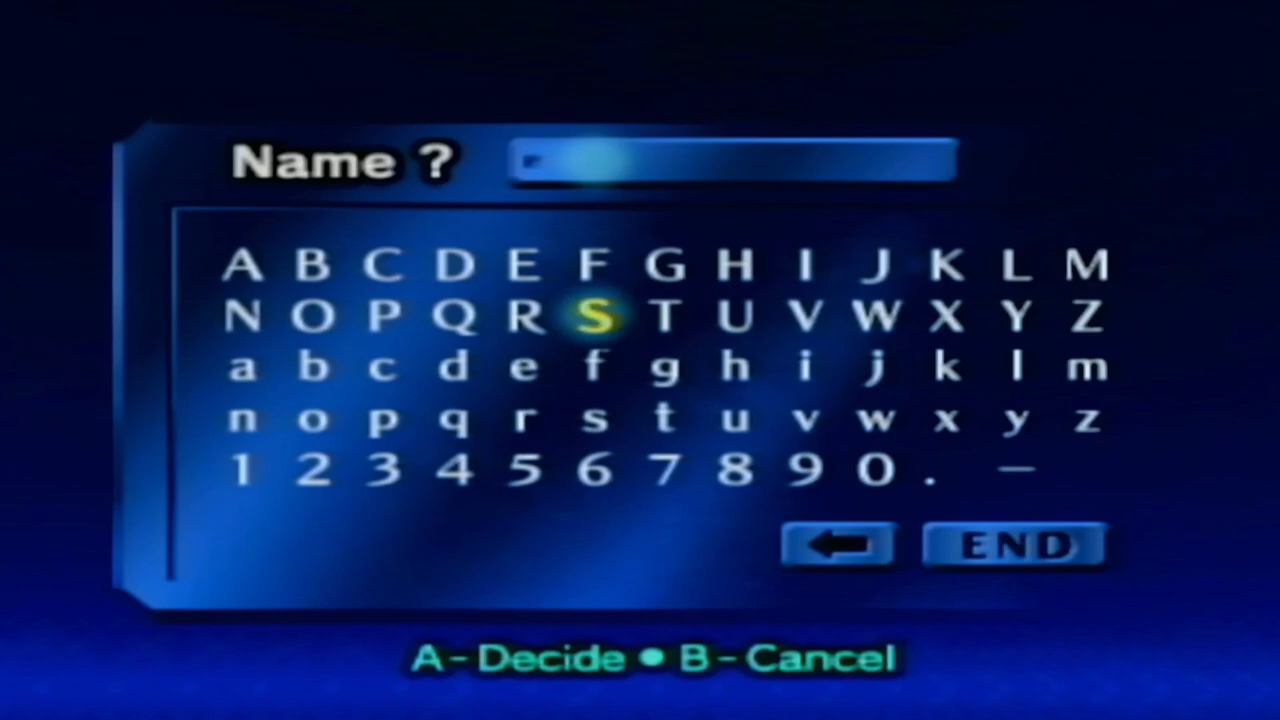 Name ?
A B C D E F G H I J K L M
N O P Q R S T U V W X Y Z
a b c d e f g h i j k l m
n o p q r s t u v w x y z
1 2 3 4 5 6 7 8 9 0 . —
END
A-Decide • B-Cancel